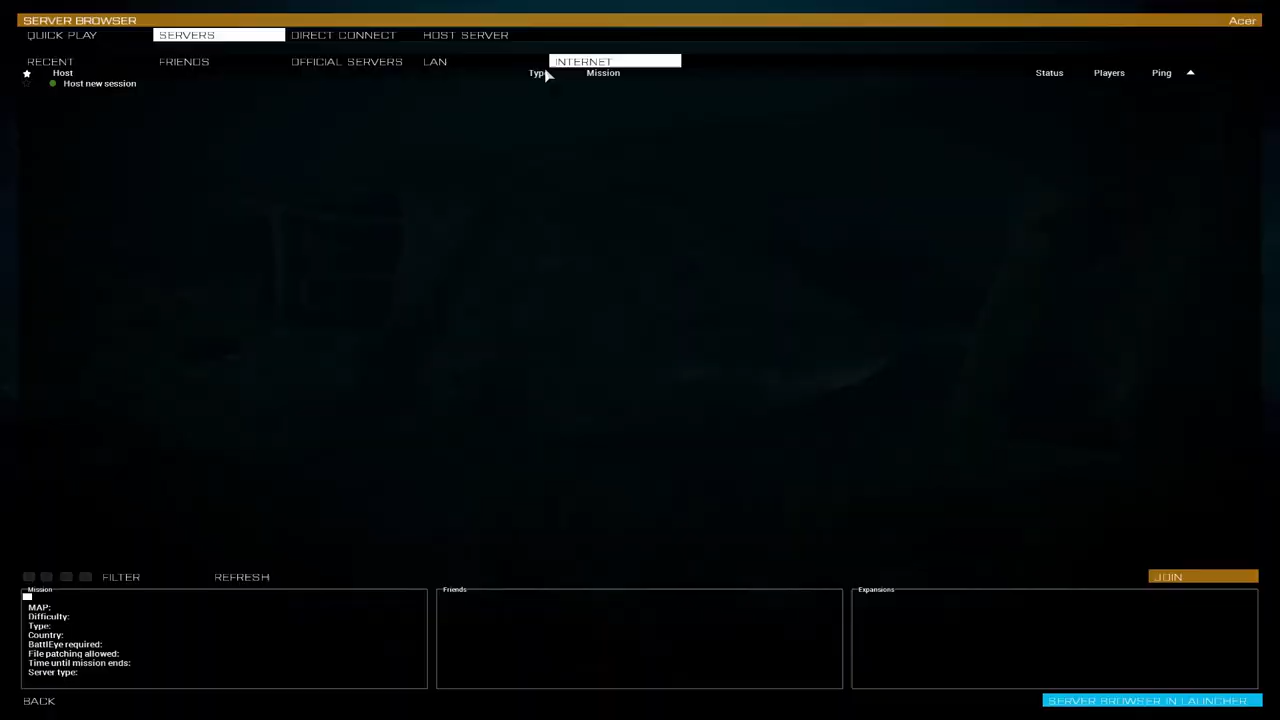 SERVER BROWSER Acer
QUICK PLAY SERVERS DIRECT CONNECT HOST SERVER
RECENT FRIENDS OFFICIAL SERVERS LAN INTERNET
Host Type Mission Status Players Ping
Host new session
FILTER REFRESH JOIN
Mission Friends Expansions
MAP:
Difficulty:
Type:
Country:
BattlEye required:
File patching allowed:
Time until mission ends:
Server type:
BACK SERVER BROWSER IN LAUNCHER